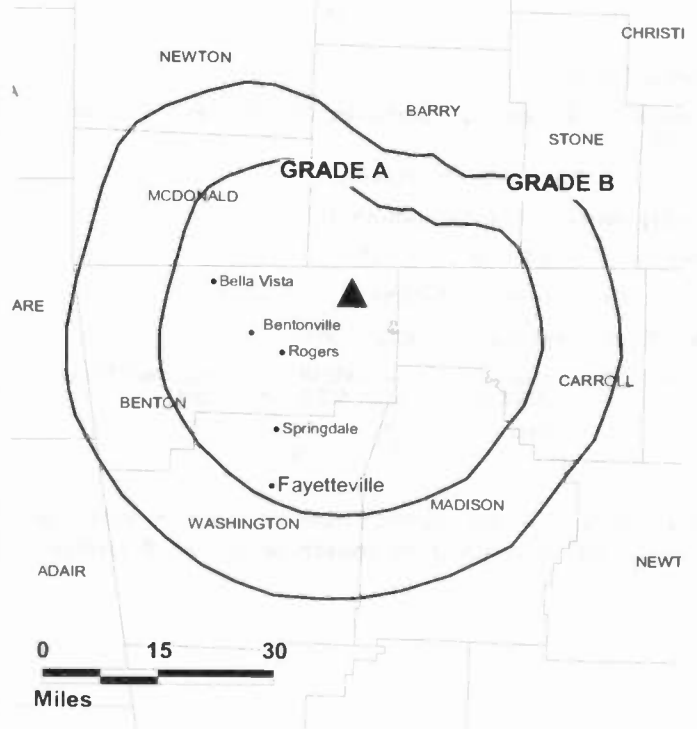 CHRISTI
NEWTON
BARRY
STONE
GRADE A
GRADE B
MCDONALD
Bella Vista
ARE
Bentonville
Rogers
CARROLL
BENTON
Springdale
Fayetteville
MADISON
WASHINGTON
NEWT
ADAIR
0 15 30
Miles